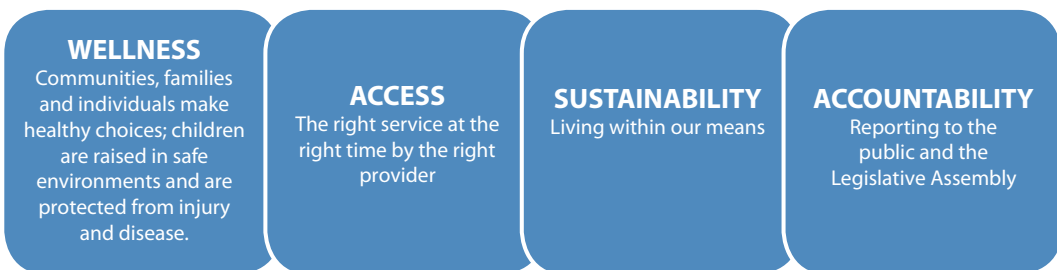 WELLNESS
Communities, families
and individuals make
healthy choices; children
are raised in safe
environments and are
protected from injury
and disease.
ACCESS
The right service at the
right time by the right
provider
SUSTAINABILITY
Living within our means
ACCOUNTABILITY
Reporting to the
public and the
Legislative Assembly